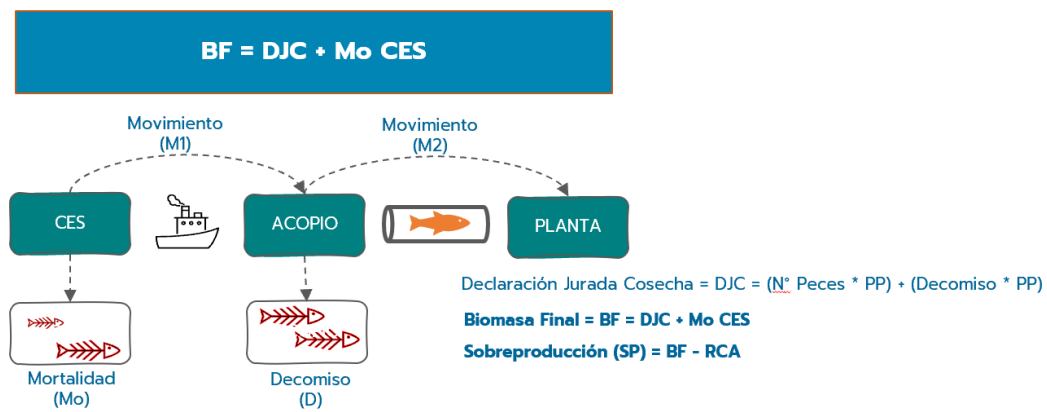 BF = DJC + Mo CES
Movimiento
(M1)
Movimiento
(M2)
CES
ACOPIO
PLANTA
Declaración Jurada Cosecha = DJC = (N° Peces * PP) + (Decomiso * PP)
Biomasa Final = BF = DJC + Mo CES
Sobreproducción (SP) = BF - RCA
Mortalidad
(Mo)
Decomiso
(D)